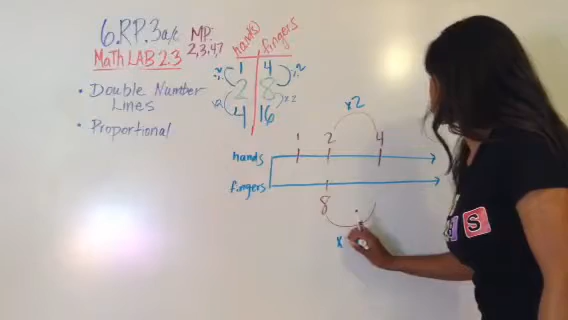 6.RP.3a/c
MP:
2,3,4,7
Math LAB 2.3
• Double Number
Lines
• Proportional
hand(s) fingers
1 4
2 8
4 16
x2 x2
x2 x2
x2
1 2 4
hands
fingers
8
x
S